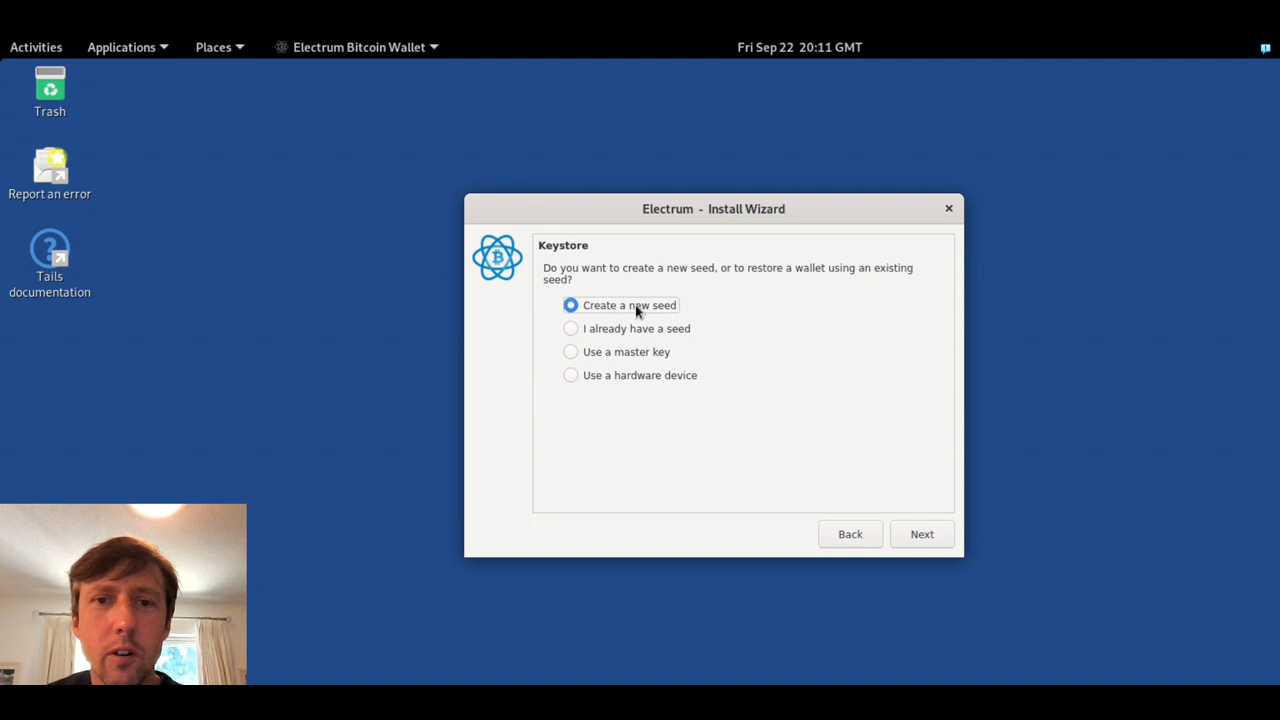 Activities Applications Places Electrum Bitcoin Wallet Fri Sep 22 20:11 GMT
Trash
Report an error
Tails
documentation
Electrum - Install Wizard
Keystore
Do you want to create a new seed, or to restore a wallet using an existing
seed?
Create a new seed
I already have a seed
Use a master key
Use a hardware device
Back Next